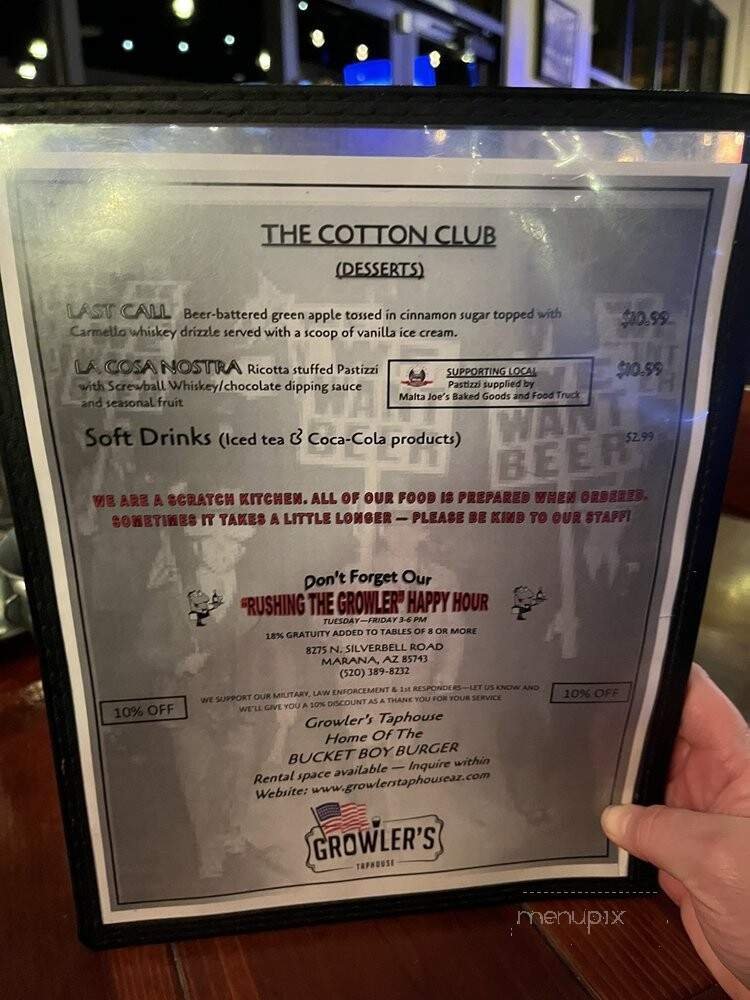 THE COTTON CLUB
(DESSERTS)
LAST CALL Beer-battered green apple tossed in cinnamon sugar topped with $10.99
Carmello whiskey drizzle served with a scoop of vanilla ice cream.
LA COSA NOSTRA Ricotta stuffed Pastizzi $10.99
with Screwball Whiskey/chocolate dipping sauce
and seasonal fruit
SUPPORTING LOCAL
Pastizzi supplied by
Malta Joe's Baked Goods and Food Truck
Soft Drinks (Iced tea & Coca-Cola products) $2.99
WE WANT BEER
WANT
BEER
WE ARE A SCRATCH KITCHEN. ALL OF OUR FOOD IS PREPARED WHEN ORDERED.
SOMETIMES IT TAKES A LITTLE LONGER — PLEASE BE KIND TO OUR STAFF!
Don't Forget Our
"RUSHING THE GROWLER" HAPPY HOUR
TUESDAY—FRIDAY 3-6 PM
18% GRATUITY ADDED TO TABLES OF 8 OR MORE
8275 N. SILVERBELL ROAD
MARANA, AZ 85743
(520) 389-8232
10% OFF
WE SUPPORT OUR MILITARY, LAW ENFORCEMENT & 1st RESPONDERS—LET US KNOW AND
WE'LL GIVE YOU A 10% DISCOUNT AS A THANK YOU FOR YOUR SERVICE
10% OFF
Growler's Taphouse
Home Of The
BUCKET BOY BURGER
Rental space available — Inquire within
Website: www.growlerstaphouseaz.com
GROWLER'S
TAPHOUSE
menupix